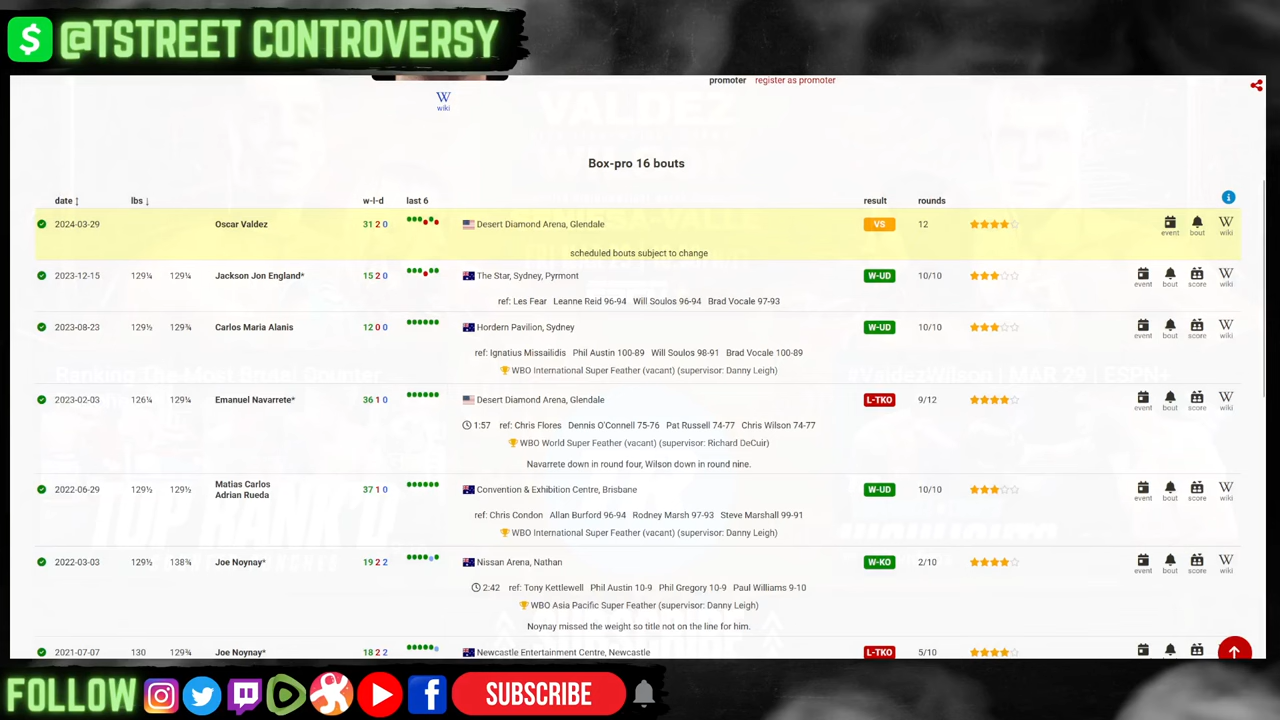 @TSTREET CONTROVERSY
promoter register as promoter
W
wiki
Box-pro 16 bouts
date lbs w-l-d last 6 result rounds
2024-03-29 Oscar Valdez 31 2 0 Desert Diamond Arena, Glendale VS 12 event bout wiki
scheduled bouts subject to change
2023-12-15 129¼ 129¾ Jackson Jon England* 15 2 0 The Star, Sydney, Pyrmont W-UD 10/10 event bout score wiki
ref: Les Fear Leanne Reid 96-94 Will Soulos 96-94 Brad Vocale 97-93
2023-08-23 129½ 129¾ Carlos Maria Alanis 12 0 0 Hordern Pavilion, Sydney W-UD 10/10 event bout score wiki
ref: Ignatius Missailidis Phil Austin 100-89 Will Soulos 98-91 Brad Vocale 100-89
WBO International Super Feather (vacant) (supervisor: Danny Leigh)
2023-02-03 126¼ 129¾ Emanuel Navarrete* 36 1 0 Desert Diamond Arena, Glendale L-TKO 9/12 event bout score wiki
1:57 ref: Chris Flores Dennis O'Connell 75-76 Pat Russell 74-77 Chris Wilson 74-77
WBO World Super Feather (vacant) (supervisor: Richard DeCuir)
Navarrete down in round four, Wilson down in round nine.
2022-06-29 129½ 129½ Matias Carlos Adrian Rueda 37 1 0 Convention & Exhibition Centre, Brisbane W-UD 10/10 event bout score wiki
ref: Chris Condon Allan Burford 96-94 Rodney Marsh 97-93 Steve Marshall 99-91
WBO International Super Feather (vacant) (supervisor: Danny Leigh)
2022-03-03 129½ 138¾ Joe Noynay* 19 2 2 Nissan Arena, Nathan W-KO 2/10 event bout score wiki
2:42 ref: Tony Kettlewell Phil Austin 10-9 Phil Gregory 10-9 Paul Williams 9-10
WBO Asia Pacific Super Feather (supervisor: Danny Leigh)
Noynay missed the weight so title not on the line for him.
2021-07-07 130 129¾ Joe Noynay* 18 2 2 Newcastle Entertainment Centre, Newcastle L-TKO 5/10
FOLLOW SUBSCRIBE